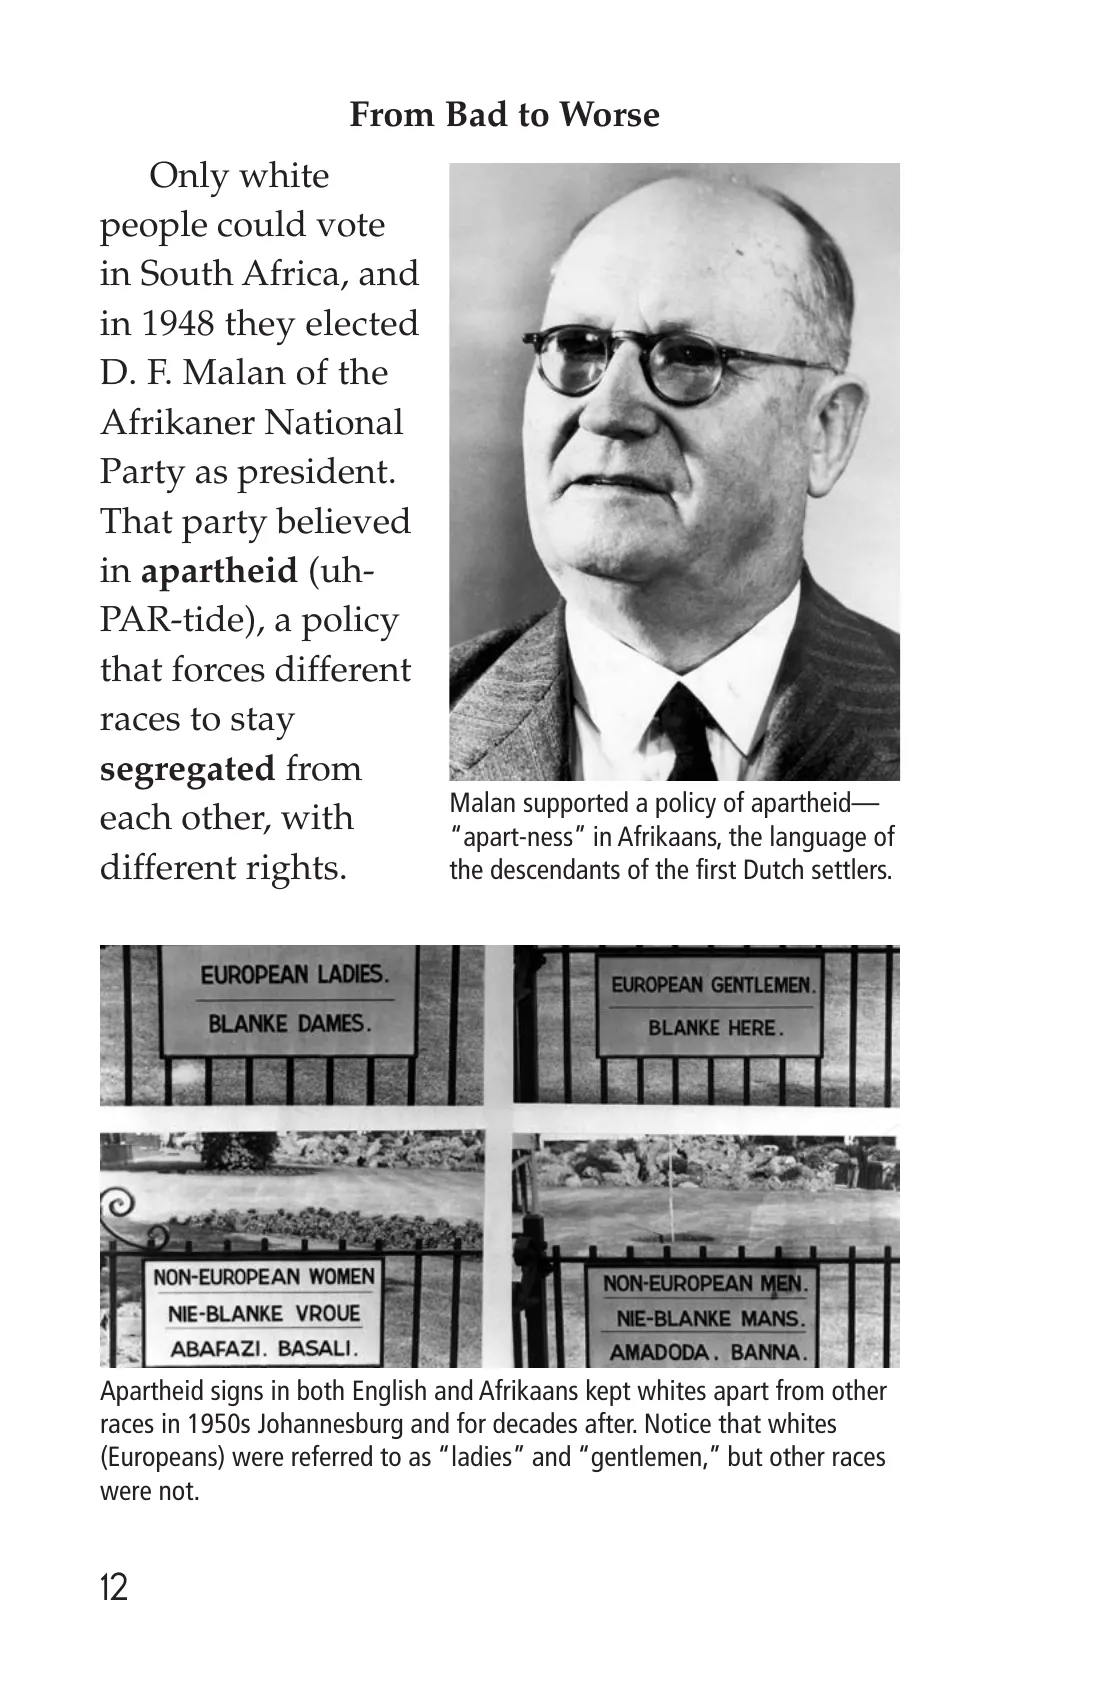 From Bad to Worse
Only white
people could vote
in South Africa, and
in 1948 they elected
D. F. Malan of the
Afrikaner National
Party as president.
That party believed
in apartheid (uh-
PAR-tide), a policy
that forces different
races to stay
segregated from
each other, with
different rights.
Malan supported a policy of apartheid—
“apart-ness” in Afrikaans, the language of
the descendants of the first Dutch settlers.
EUROPEAN LADIES.
BLANKE DAMES.
EUROPEAN GENTLEMEN.
BLANKE HERE.
NON-EUROPEAN WOMEN
NIE-BLANKE VROUE
ABAFAZI. BASALI.
NON-EUROPEAN MEN.
NIE-BLANKE MANS.
AMADODA. BANNA.
Apartheid signs in both English and Afrikaans kept whites apart from other
races in 1950s Johannesburg and for decades after. Notice that whites
(Europeans) were referred to as “ladies” and “gentlemen,” but other races
were not.
12